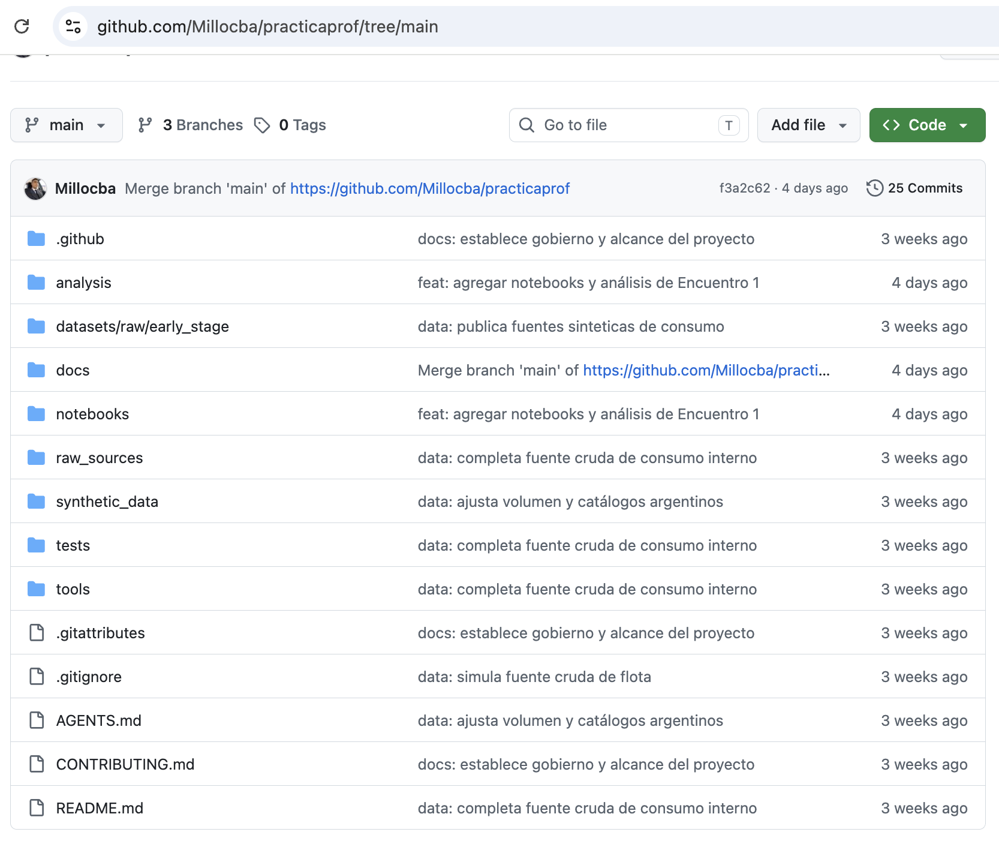 github.com/Millocba/practicaprof/tree/main
main 3 Branches 0 Tags Go to file T Add file Code
Millocba Merge branch 'main' of https://github.com/Millocba/practicaprof f3a2c62 · 4 days ago 25 Commits
.github docs: establece gobierno y alcance del proyecto 3 weeks ago
analysis feat: agregar notebooks y análisis de Encuentro 1 4 days ago
datasets/raw/early_stage data: publica fuentes sinteticas de consumo 3 weeks ago
docs Merge branch 'main' of https://github.com/Millocba/practi... 4 days ago
notebooks feat: agregar notebooks y análisis de Encuentro 1 4 days ago
raw_sources data: completa fuente cruda de consumo interno 3 weeks ago
synthetic_data data: ajusta volumen y catálogos argentinos 3 weeks ago
tests data: completa fuente cruda de consumo interno 3 weeks ago
tools data: completa fuente cruda de consumo interno 3 weeks ago
.gitattributes docs: establece gobierno y alcance del proyecto 3 weeks ago
.gitignore data: simula fuente cruda de flota 3 weeks ago
AGENTS.md data: ajusta volumen y catálogos argentinos 3 weeks ago
CONTRIBUTING.md docs: establece gobierno y alcance del proyecto 3 weeks ago
README.md data: completa fuente cruda de consumo interno 3 weeks ago